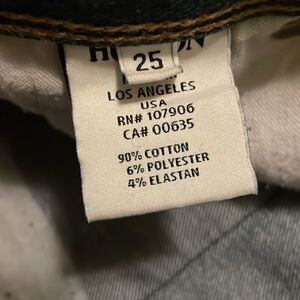 25
LOS ANGELES
USA
RN# 107906
CA# 00635
90% COTTON
6% POLYESTER
4% ELASTAN